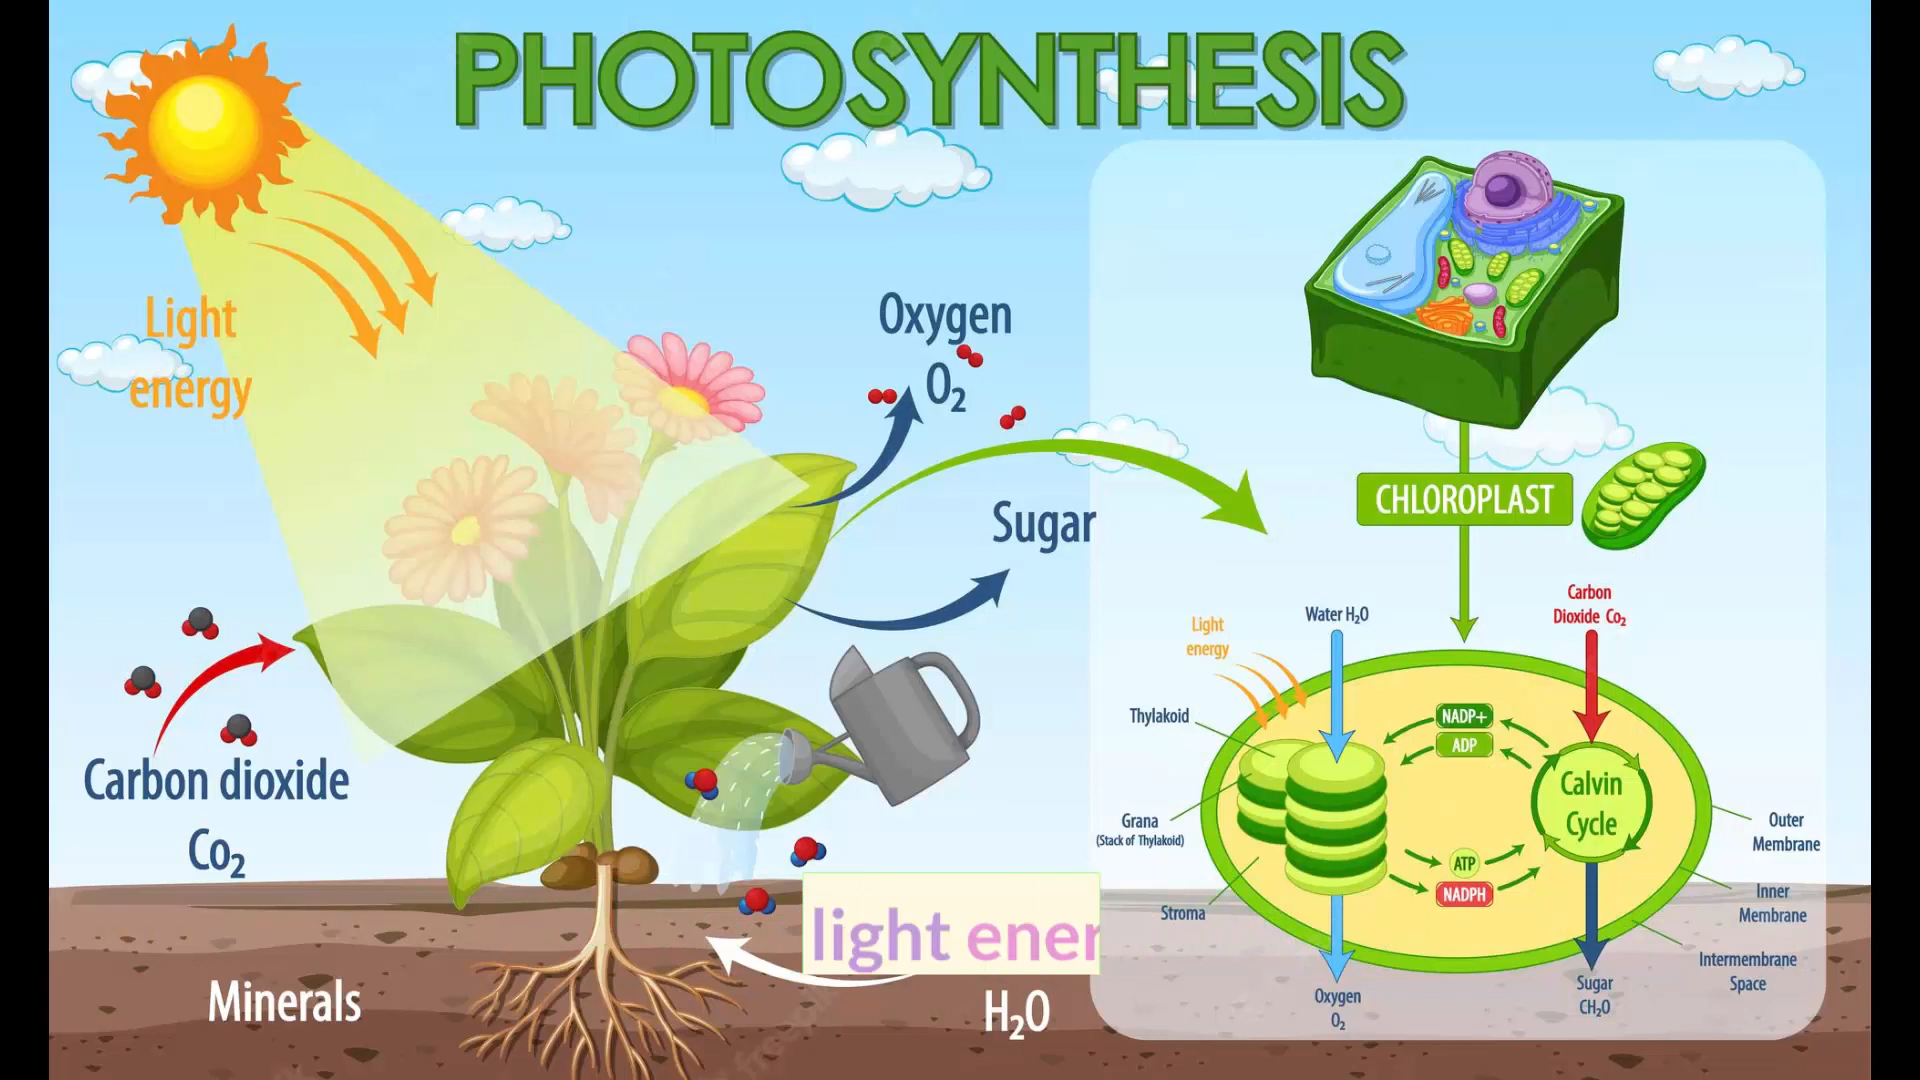 PHOTOSYNTHESIS
Light
energy
Oxygen
O₂
Sugar
Carbon dioxide
Co₂
Minerals
light ener
H₂O
CHLOROPLAST
Light
energy
Water H₂O
Carbon
Dioxide Co₂
Thylakoid
NADP+
ADP
Calvin
Cycle
Grana
(Stack of Thylakoid)
ATP
NADPH
Stroma
Outer
Membrane
Inner
Membrane
Intermembrane
Space
Oxygen
O₂
Sugar
CH₂O